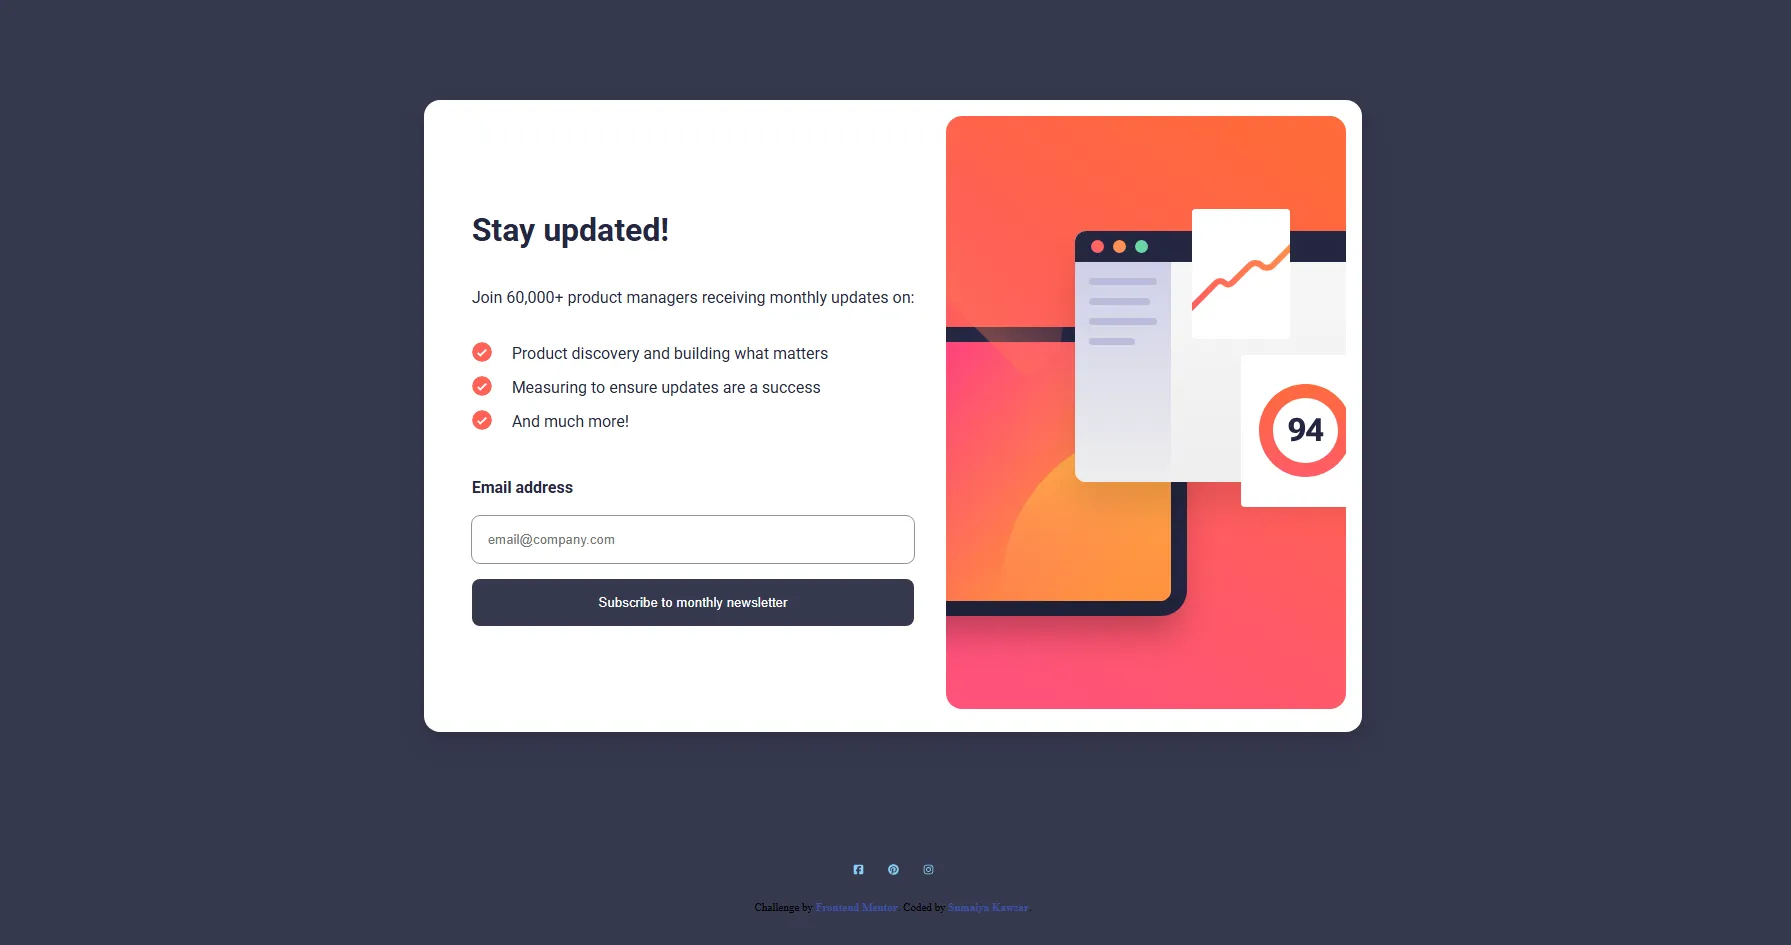 Stay updated!
Join 60,000+ product managers receiving monthly updates on:
Product discovery and building what matters
Measuring to ensure updates are a success
And much more!
Email address
email@company.com
Subscribe to monthly newsletter
94
Challenge by Frontend Mentor. Coded by Sumaiya Kawsar.